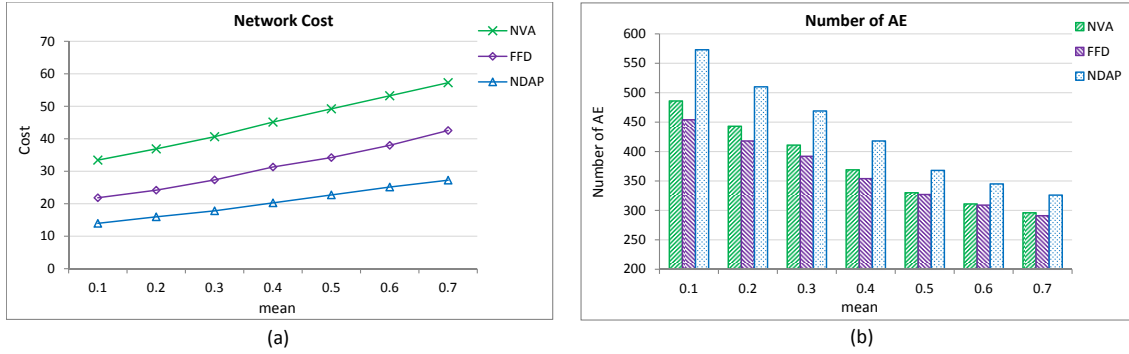 Network Cost
70
60
50
40
30
20
10
0
Cost
0.1 0.2 0.3 0.4 0.5 0.6 0.7
mean
NVA
FFD
NDAP
(a)
Number of AE
600
550
500
450
400
350
300
250
200
Number of AE
0.1 0.2 0.3 0.4 0.5 0.6 0.7
mean
NVA
FFD
NDAP
(b)